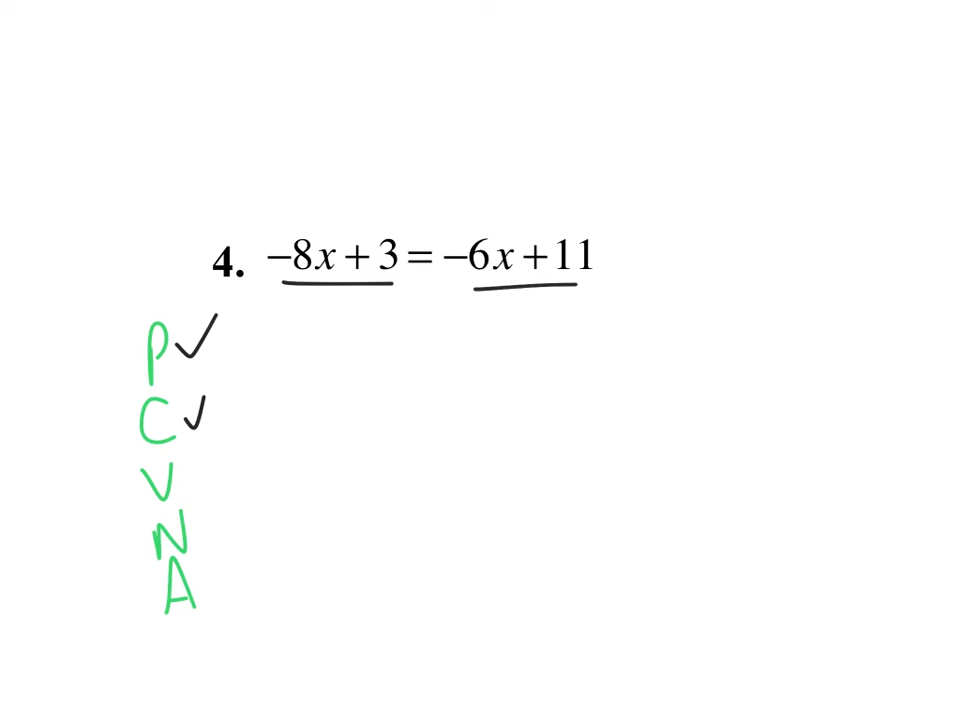 4. −8x + 3 = −6x + 11
P ✓
C ✓
V
N
A